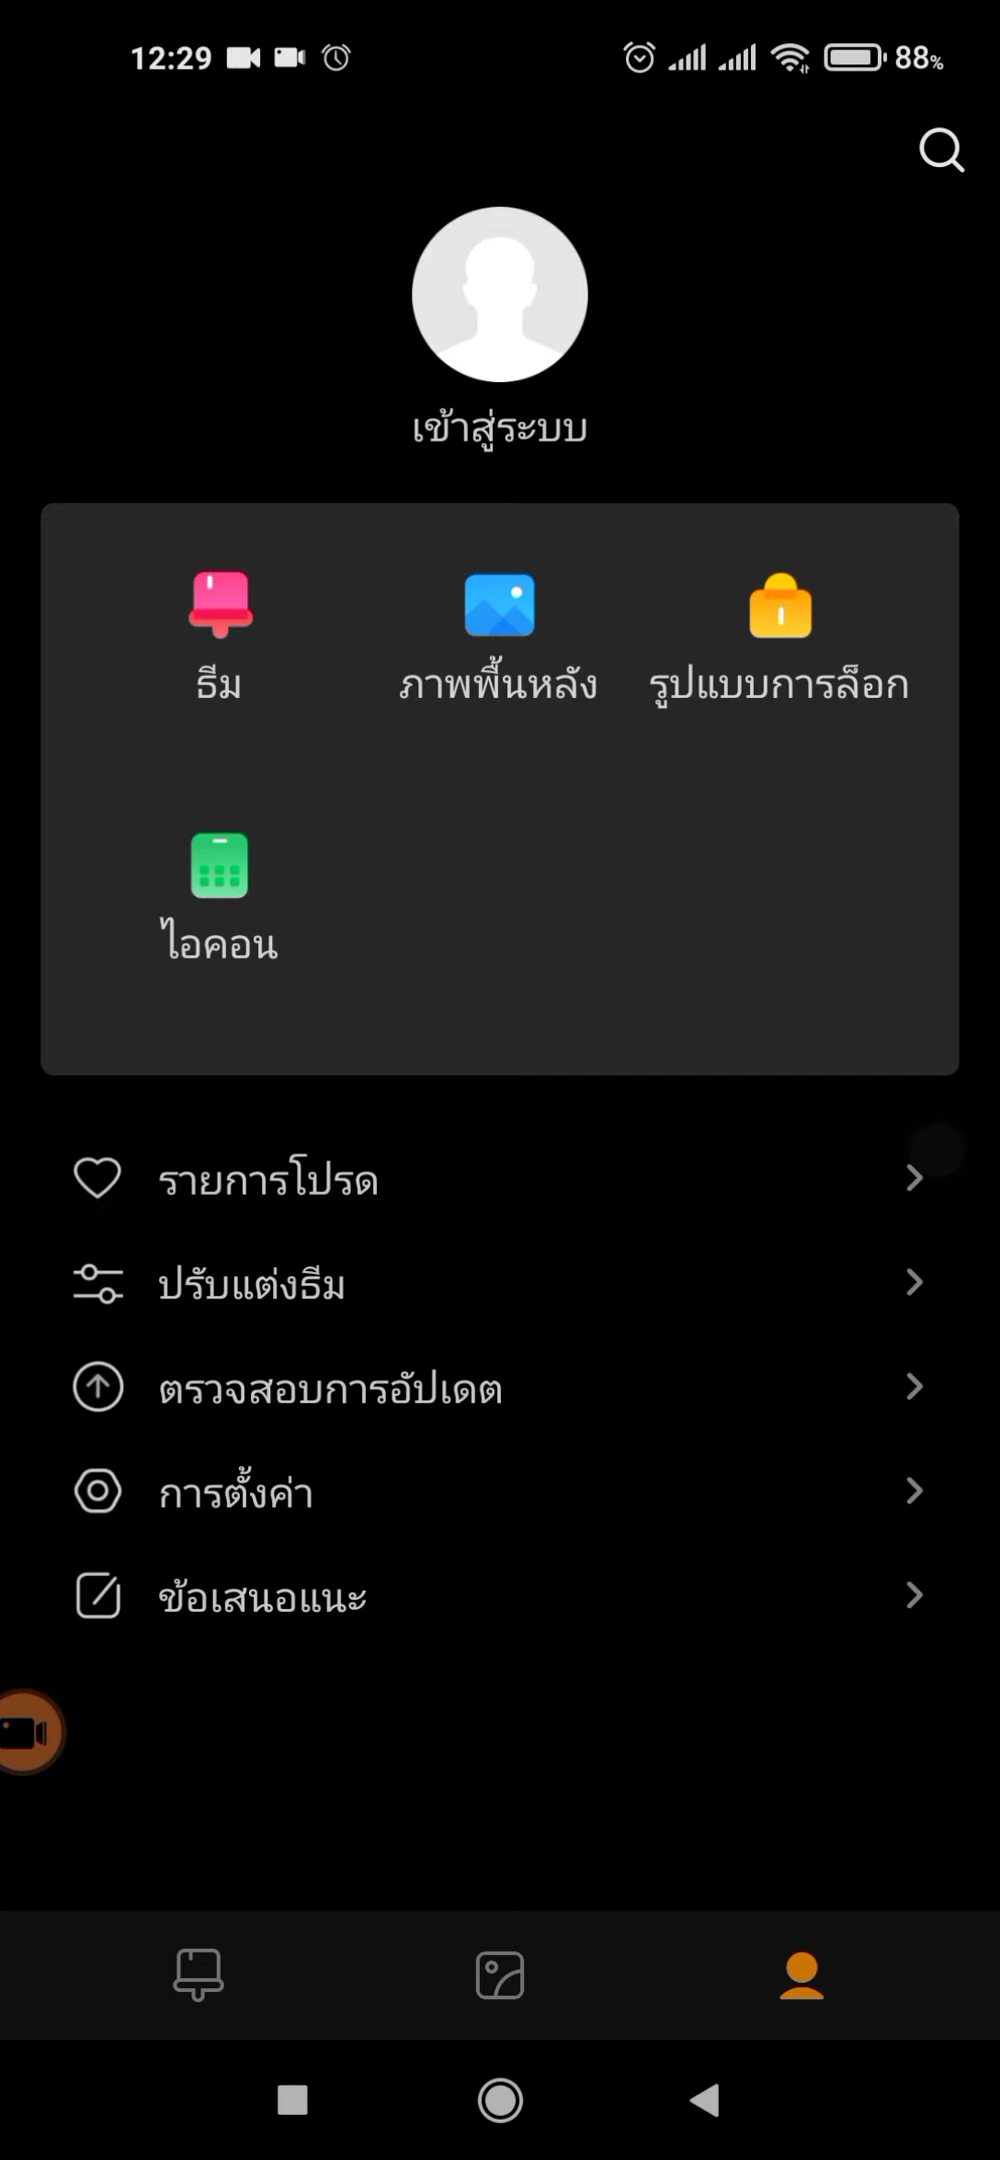 12:29
88%
เข้าสู่ระบบ
ธีม
ภาพพื้นหลัง
รูปแบบการล็อก
ไอคอน
รายการโปรด
ปรับแต่งธีม
ตรวจสอบการอัปเดต
การตั้งค่า
ข้อเสนอแนะ